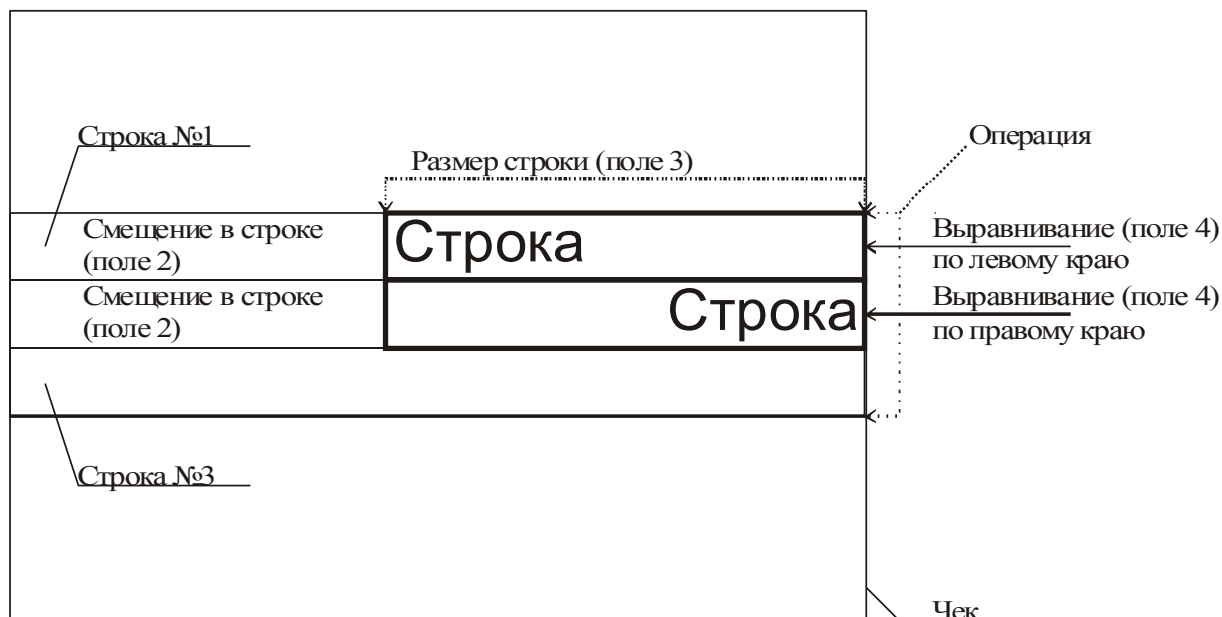 Строка №1
Операция
Размер строки (поле 3)
Смещение в строке
(поле 2)
Строка
Выравнивание (поле 4)
по левому краю
Смещение в строке
(поле 2)
Строка
Выравнивание (поле 4)
по правому краю
Строка №3
Чек